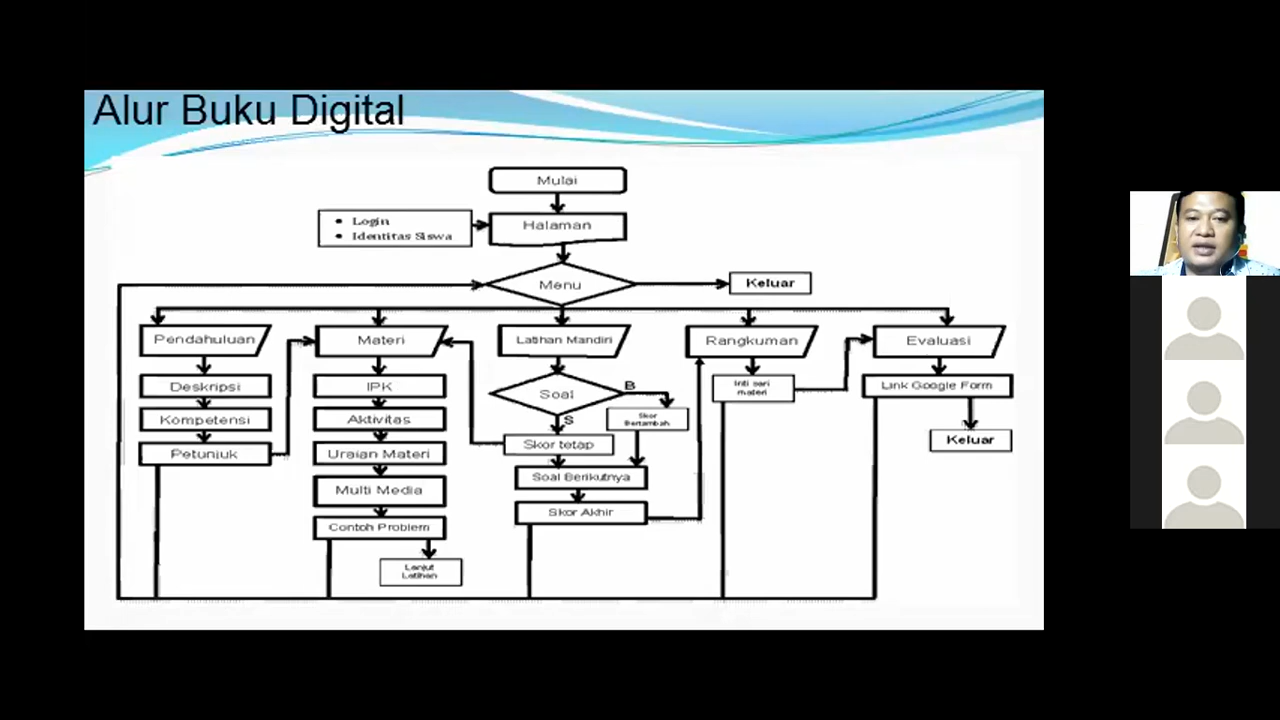 Alur Buku Digital
Mulai
• Login
• Identitas Siswa
Halaman
Menu
Keluar
Pendahuluan
Materi
Latihan Mandiri
Rangkuman
Evaluasi
Deskripsi
Kompetensi
Petunjuk
IPK
Aktivitas
Uraian Materi
Multi Media
Contoh Problem
Lanjut
Latihan
Soal
B
S
Skor
Bertambah
Skor tetap
Soal Berikutnya
Skor Akhir
Inti sari
materi
Link Google Form
Keluar